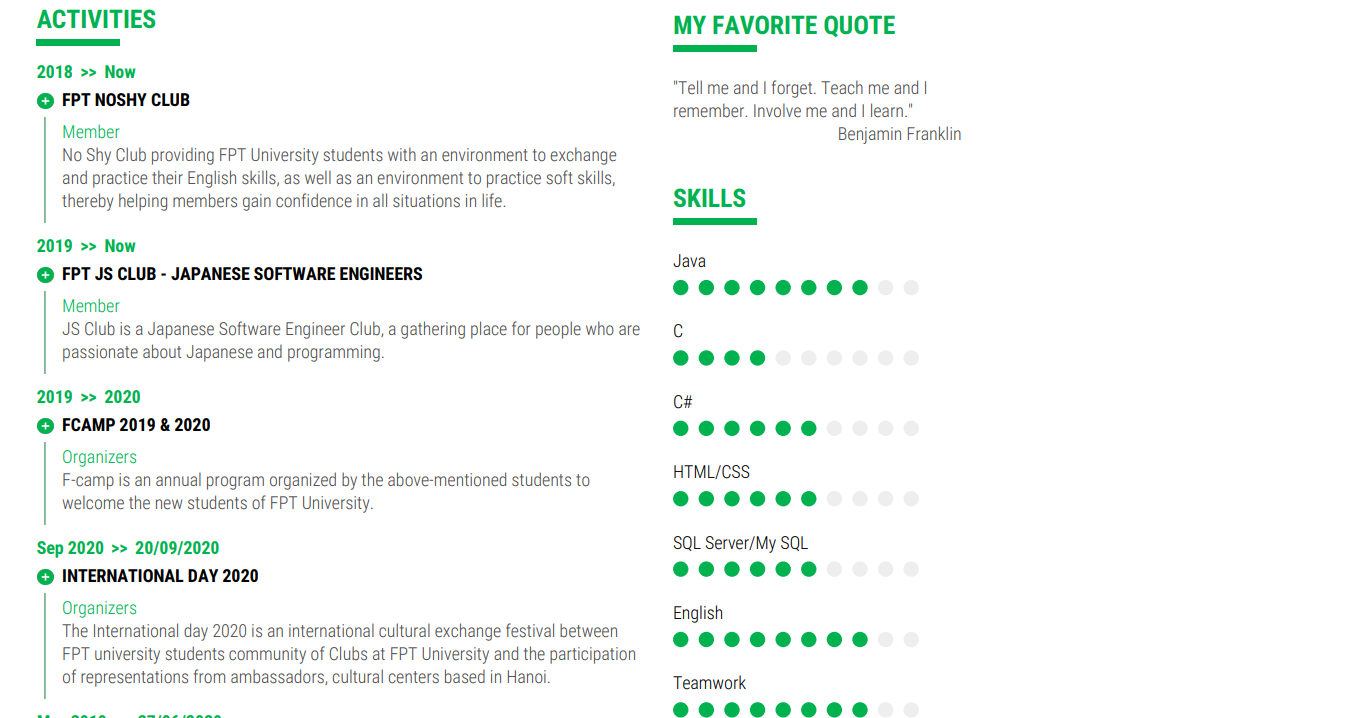 ACTIVITIES
2018 >> Now
FPT NOSHY CLUB
Member
No Shy Club providing FPT University students with an environment to exchange
and practice their English skills, as well as an environment to practice soft skills,
thereby helping members gain confidence in all situations in life.
2019 >> Now
FPT JS CLUB - JAPANESE SOFTWARE ENGINEERS
Member
JS Club is a Japanese Software Engineer Club, a gathering place for people who are
passionate about Japanese and programming.
2019 >> 2020
FCAMP 2019 & 2020
Organizers
F-camp is an annual program organized by the above-mentioned students to
welcome the new students of FPT University.
Sep 2020 >> 20/09/2020
INTERNATIONAL DAY 2020
Organizers
The International day 2020 is an international cultural exchange festival between
FPT university students community of Clubs at FPT University and the participation
of representations from ambassadors, cultural centers based in Hanoi.
MY FAVORITE QUOTE
"Tell me and I forget. Teach me and I
remember. Involve me and I learn."
Benjamin Franklin
SKILLS
Java
C
C#
HTML/CSS
SQL Server/My SQL
English
Teamwork